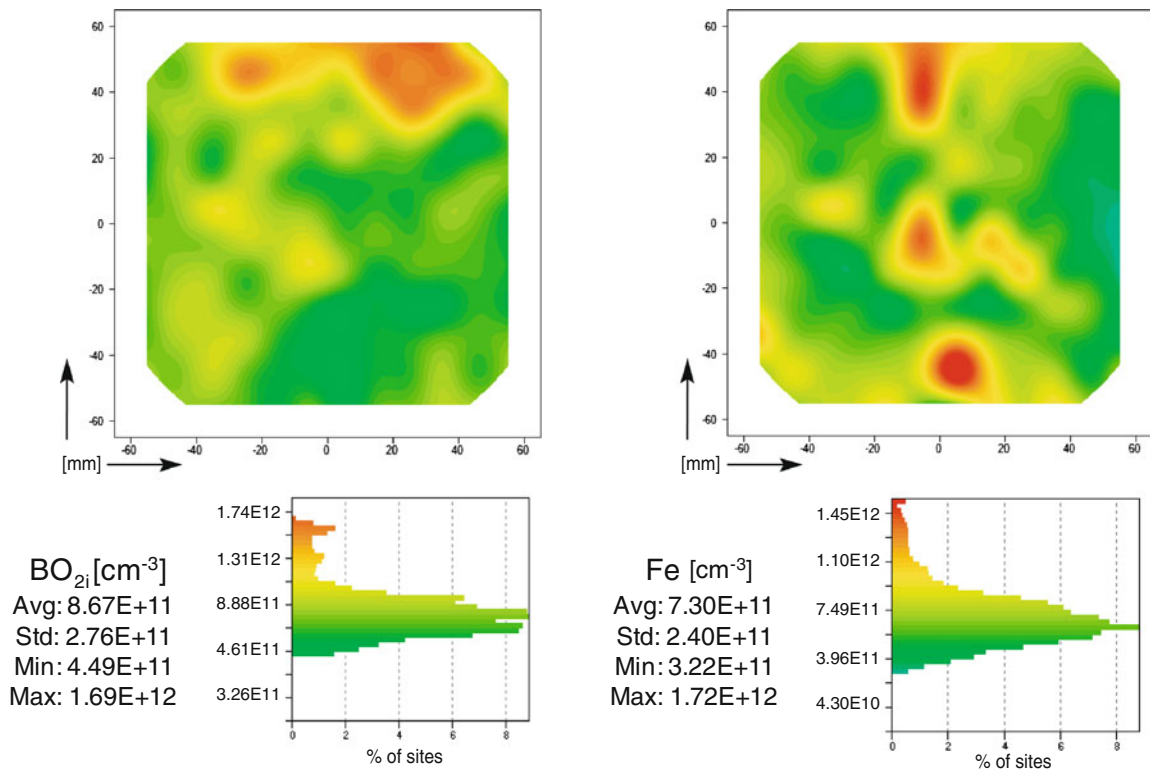 60
40
20
0
-20
-40
-60
-60 -40 -20 0 20 40 60
[mm]
60
40
20
0
-20
-40
-60
-60 -40 -20 0 20 40 60
[mm]
BO2i [cm-3]
Avg: 8.67E+11
Std: 2.76E+11
Min: 4.49E+11
Max: 1.69E+12
1.74E12
1.31E12
8.88E11
4.61E11
3.26E11
0 2 4 6 8
% of sites
Fe [cm-3]
Avg: 7.30E+11
Std: 2.40E+11
Min: 3.22E+11
Max: 1.72E+12
1.45E12
1.10E12
7.49E11
3.96E11
4.30E10
0 2 4 6 8
% of sites